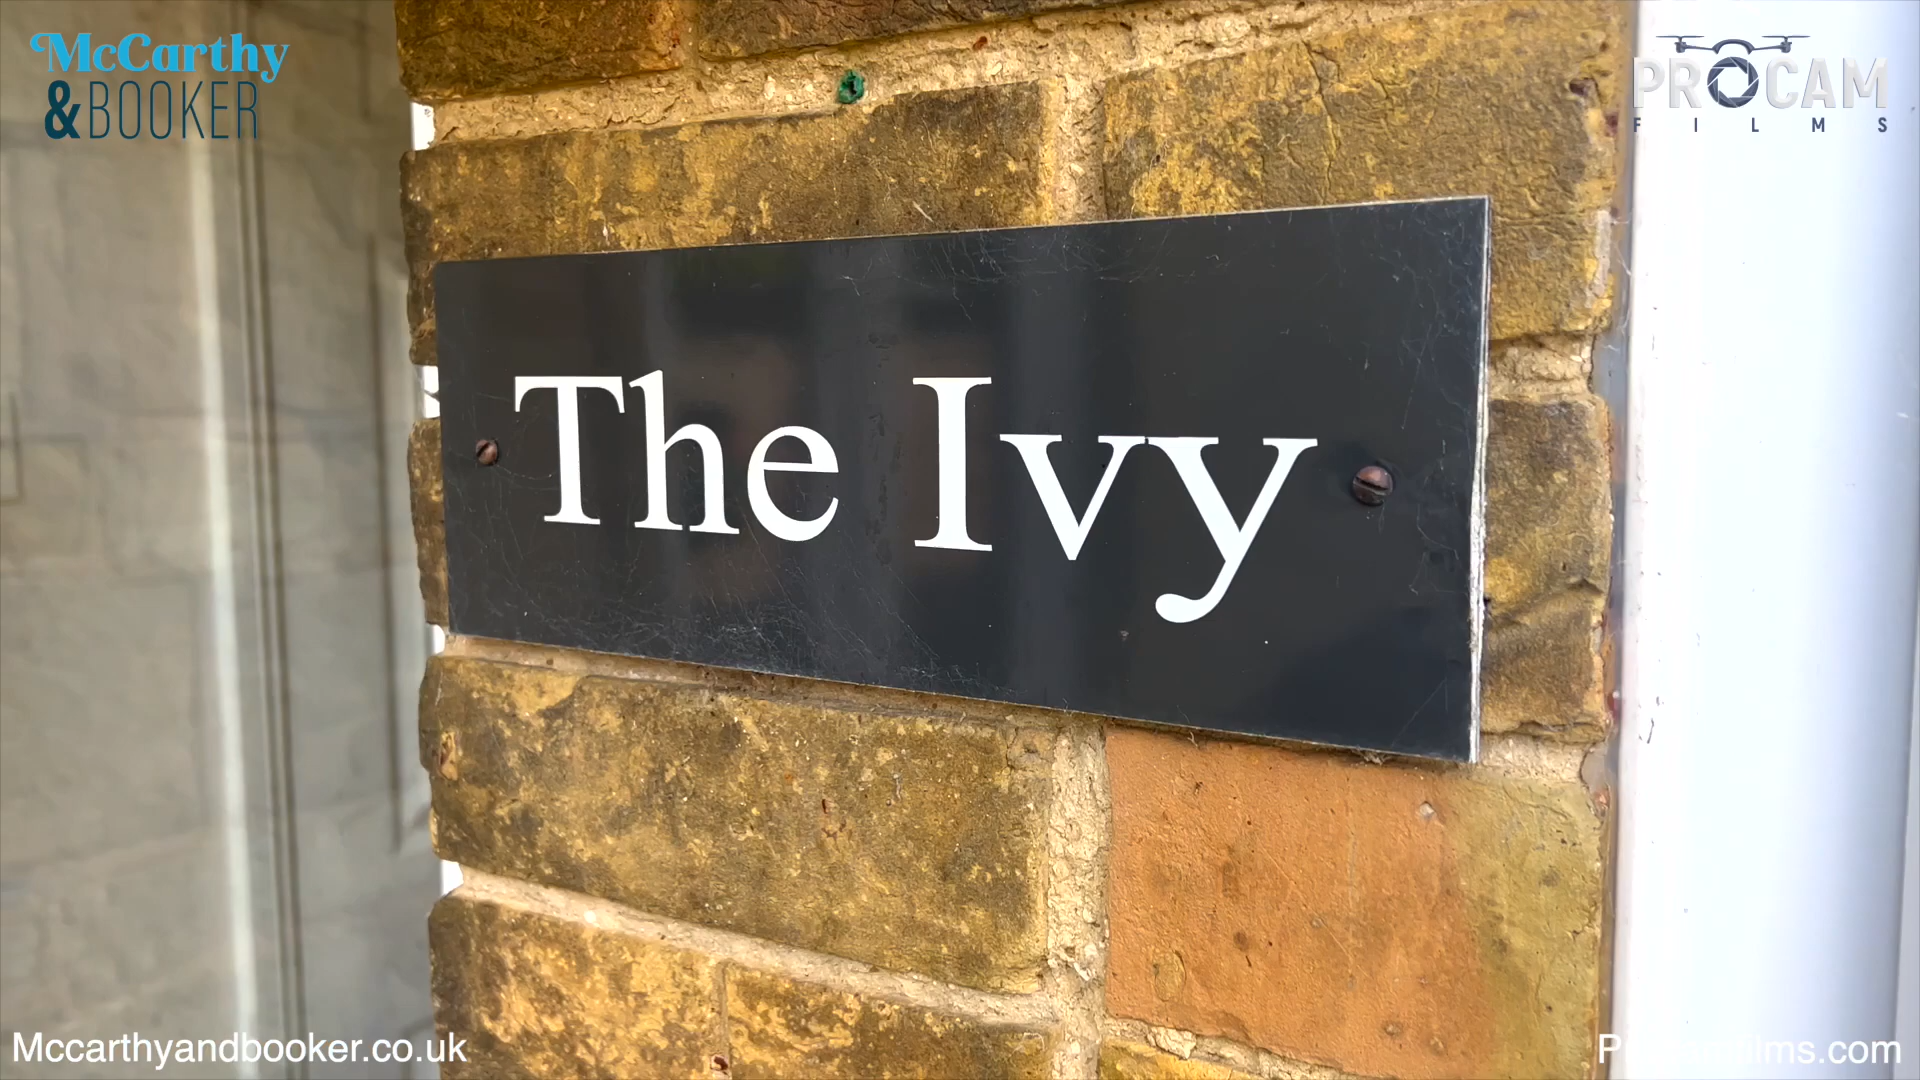 McCarthy
&BOOKER
PROCAM
FILMS
The Ivy
Mccarthyandbooker.co.uk